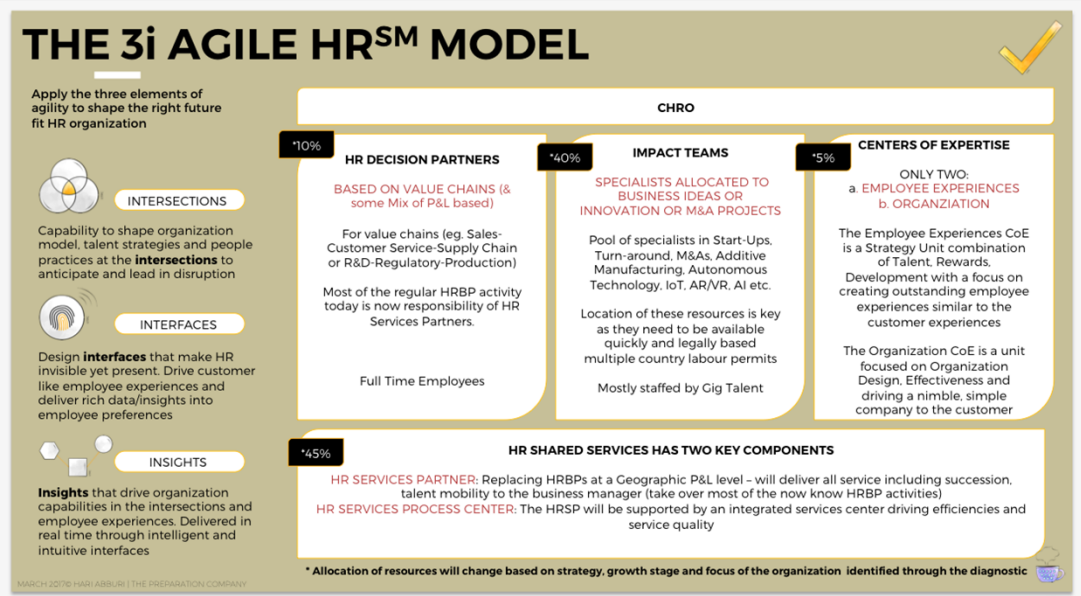 THE 3i AGILE HR℠ MODEL
Apply the three elements of
agility to shape the right future
fit HR organization
INTERSECTIONS
Capability to shape organization
model, talent strategies and people
practices at the intersections to
anticipate and lead in disruption
INTERFACES
Design interfaces that make HR
invisible yet present. Drive customer
like employee experiences and
deliver rich data/insights into
employee preferences
INSIGHTS
Insights that drive organization
capabilities in the intersections and
employee experiences. Delivered in
real time through intelligent and
intuitive interfaces
CHRO
*10%
HR DECISION PARTNERS
BASED ON VALUE CHAINS (&
some Mix of P&L based)
For value chains (eg. Sales-
Customer Service-Supply Chain
or R&D-Regulatory-Production)
Most of the regular HRBP activity
today is now responsibility of HR
Services Partners.
Full Time Employees
*40%
IMPACT TEAMS
SPECIALISTS ALLOCATED TO
BUSINESS IDEAS OR
INNOVATION OR M&A PROJECTS
Pool of specialists in Start-Ups,
Turn-around, M&As, Additive
Manufacturing, Autonomous
Technology, IoT, AR/VR, AI etc.
Location of these resources is key
as they need to be available
quickly and legally based
multiple country labour permits
Mostly staffed by Gig Talent
*5%
CENTERS OF EXPERTISE
ONLY TWO:
a. EMPLOYEE EXPERIENCES
b. ORGANZIATION
The Employee Experiences CoE
is a Strategy Unit combination
of Talent, Rewards,
Development with a focus on
creating outstanding employee
experiences similar to the
customer experiences
The Organization CoE is a unit
focused on Organization
Design, Effectiveness and
driving a nimble, simple
company to the customer
*45%
HR SHARED SERVICES HAS TWO KEY COMPONENTS
HR SERVICES PARTNER: Replacing HRBPs at a Geographic P&L level – will deliver all service including succession,
talent mobility to the business manager (take over most of the now know HRBP activities)
HR SERVICES PROCESS CENTER: The HRSP will be supported by an integrated services center driving efficiencies and
service quality
* Allocation of resources will change based on strategy, growth stage and focus of the organization identified through the diagnostic
MARCH 2017© HARI ABBURI | THE PREPARATION COMPANY